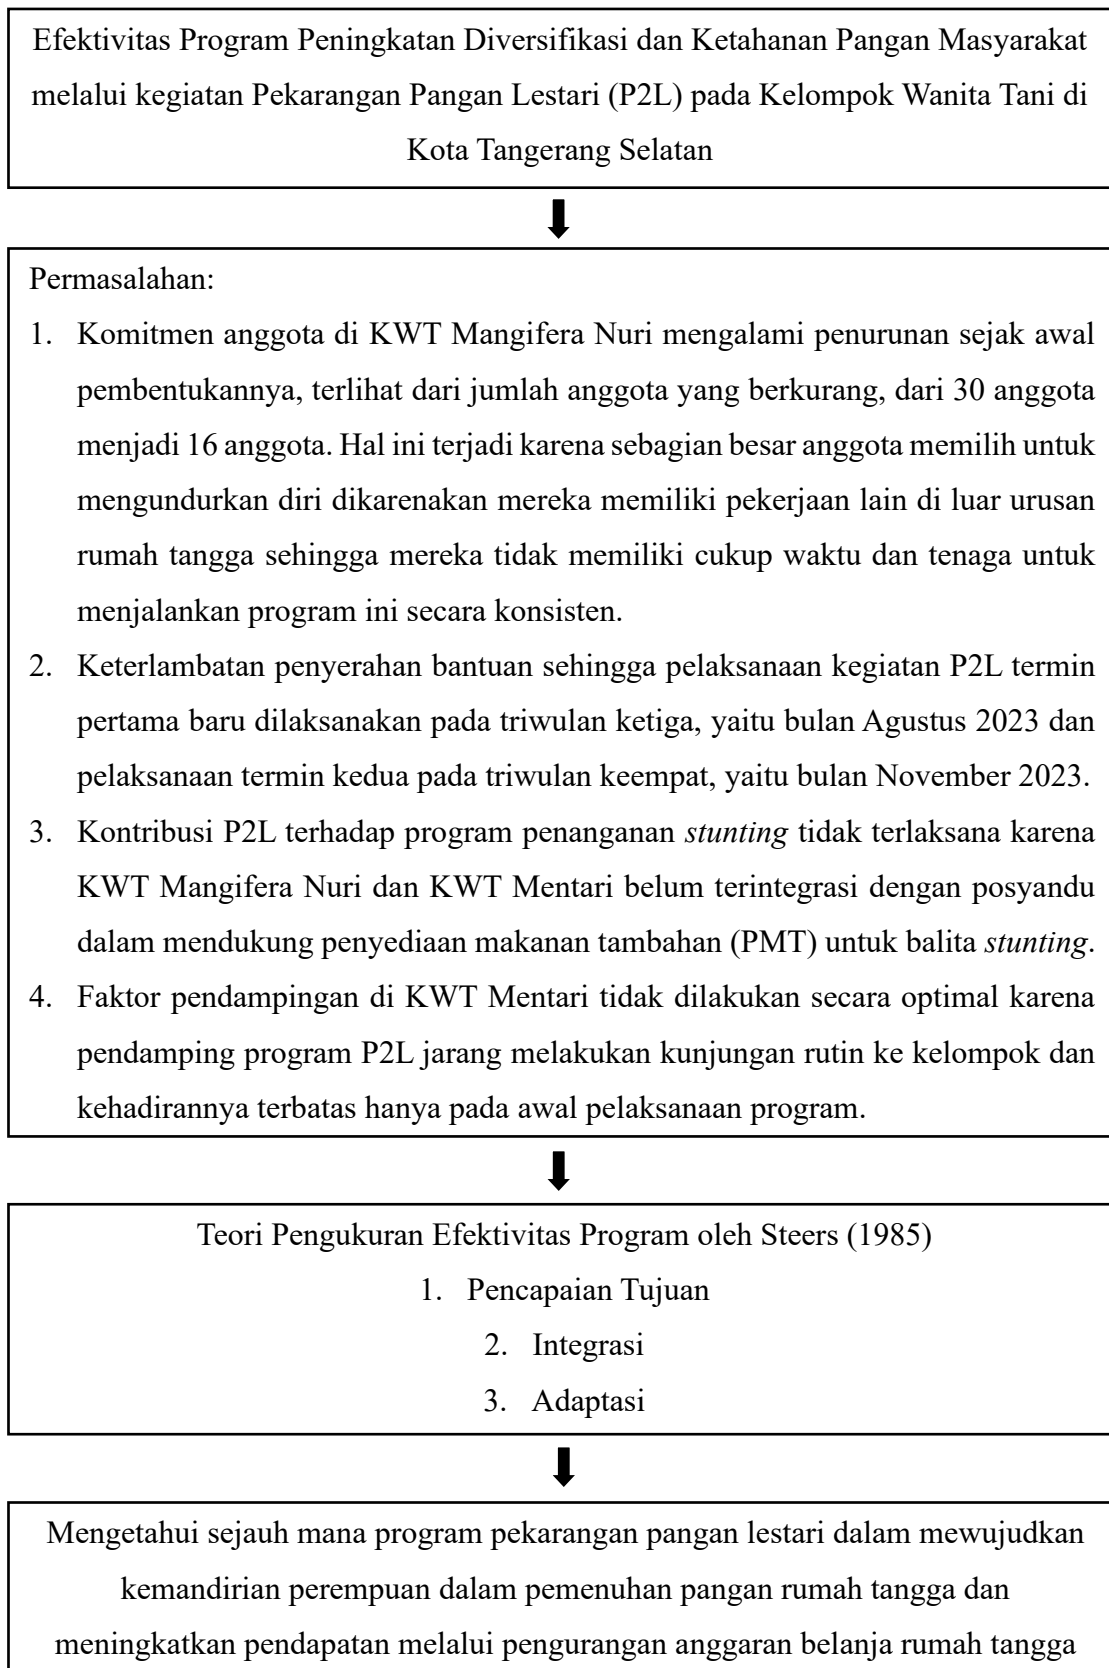 Efektivitas Program Peningkatan Diversifikasi dan Ketahanan Pangan Masyarakat
melalui kegiatan Pekarangan Pangan Lestari (P2L) pada Kelompok Wanita Tani di
Kota Tangerang Selatan
Permasalahan:
1. Komitmen anggota di KWT Mangifera Nuri mengalami penurunan sejak awal
pembentukannya, terlihat dari jumlah anggota yang berkurang, dari 30 anggota
menjadi 16 anggota. Hal ini terjadi karena sebagian besar anggota memilih untuk
mengundurkan diri dikarenakan mereka memiliki pekerjaan lain di luar urusan
rumah tangga sehingga mereka tidak memiliki cukup waktu dan tenaga untuk
menjalankan program ini secara konsisten.
2. Keterlambatan penyerahan bantuan sehingga pelaksanaan kegiatan P2L termin
pertama baru dilaksanakan pada triwulan ketiga, yaitu bulan Agustus 2023 dan
pelaksanaan termin kedua pada triwulan keempat, yaitu bulan November 2023.
3. Kontribusi P2L terhadap program penanganan stunting tidak terlaksana karena
KWT Mangifera Nuri dan KWT Mentari belum terintegrasi dengan posyandu
dalam mendukung penyediaan makanan tambahan (PMT) untuk balita stunting.
4. Faktor pendampingan di KWT Mentari tidak dilakukan secara optimal karena
pendamping program P2L jarang melakukan kunjungan rutin ke kelompok dan
kehadirannya terbatas hanya pada awal pelaksanaan program.
Teori Pengukuran Efektivitas Program oleh Steers (1985)
1. Pencapaian Tujuan
2. Integrasi
3. Adaptasi
Mengetahui sejauh mana program pekarangan pangan lestari dalam mewujudkan
kemandirian perempuan dalam pemenuhan pangan rumah tangga dan
meningkatkan pendapatan melalui pengurangan anggaran belanja rumah tangga